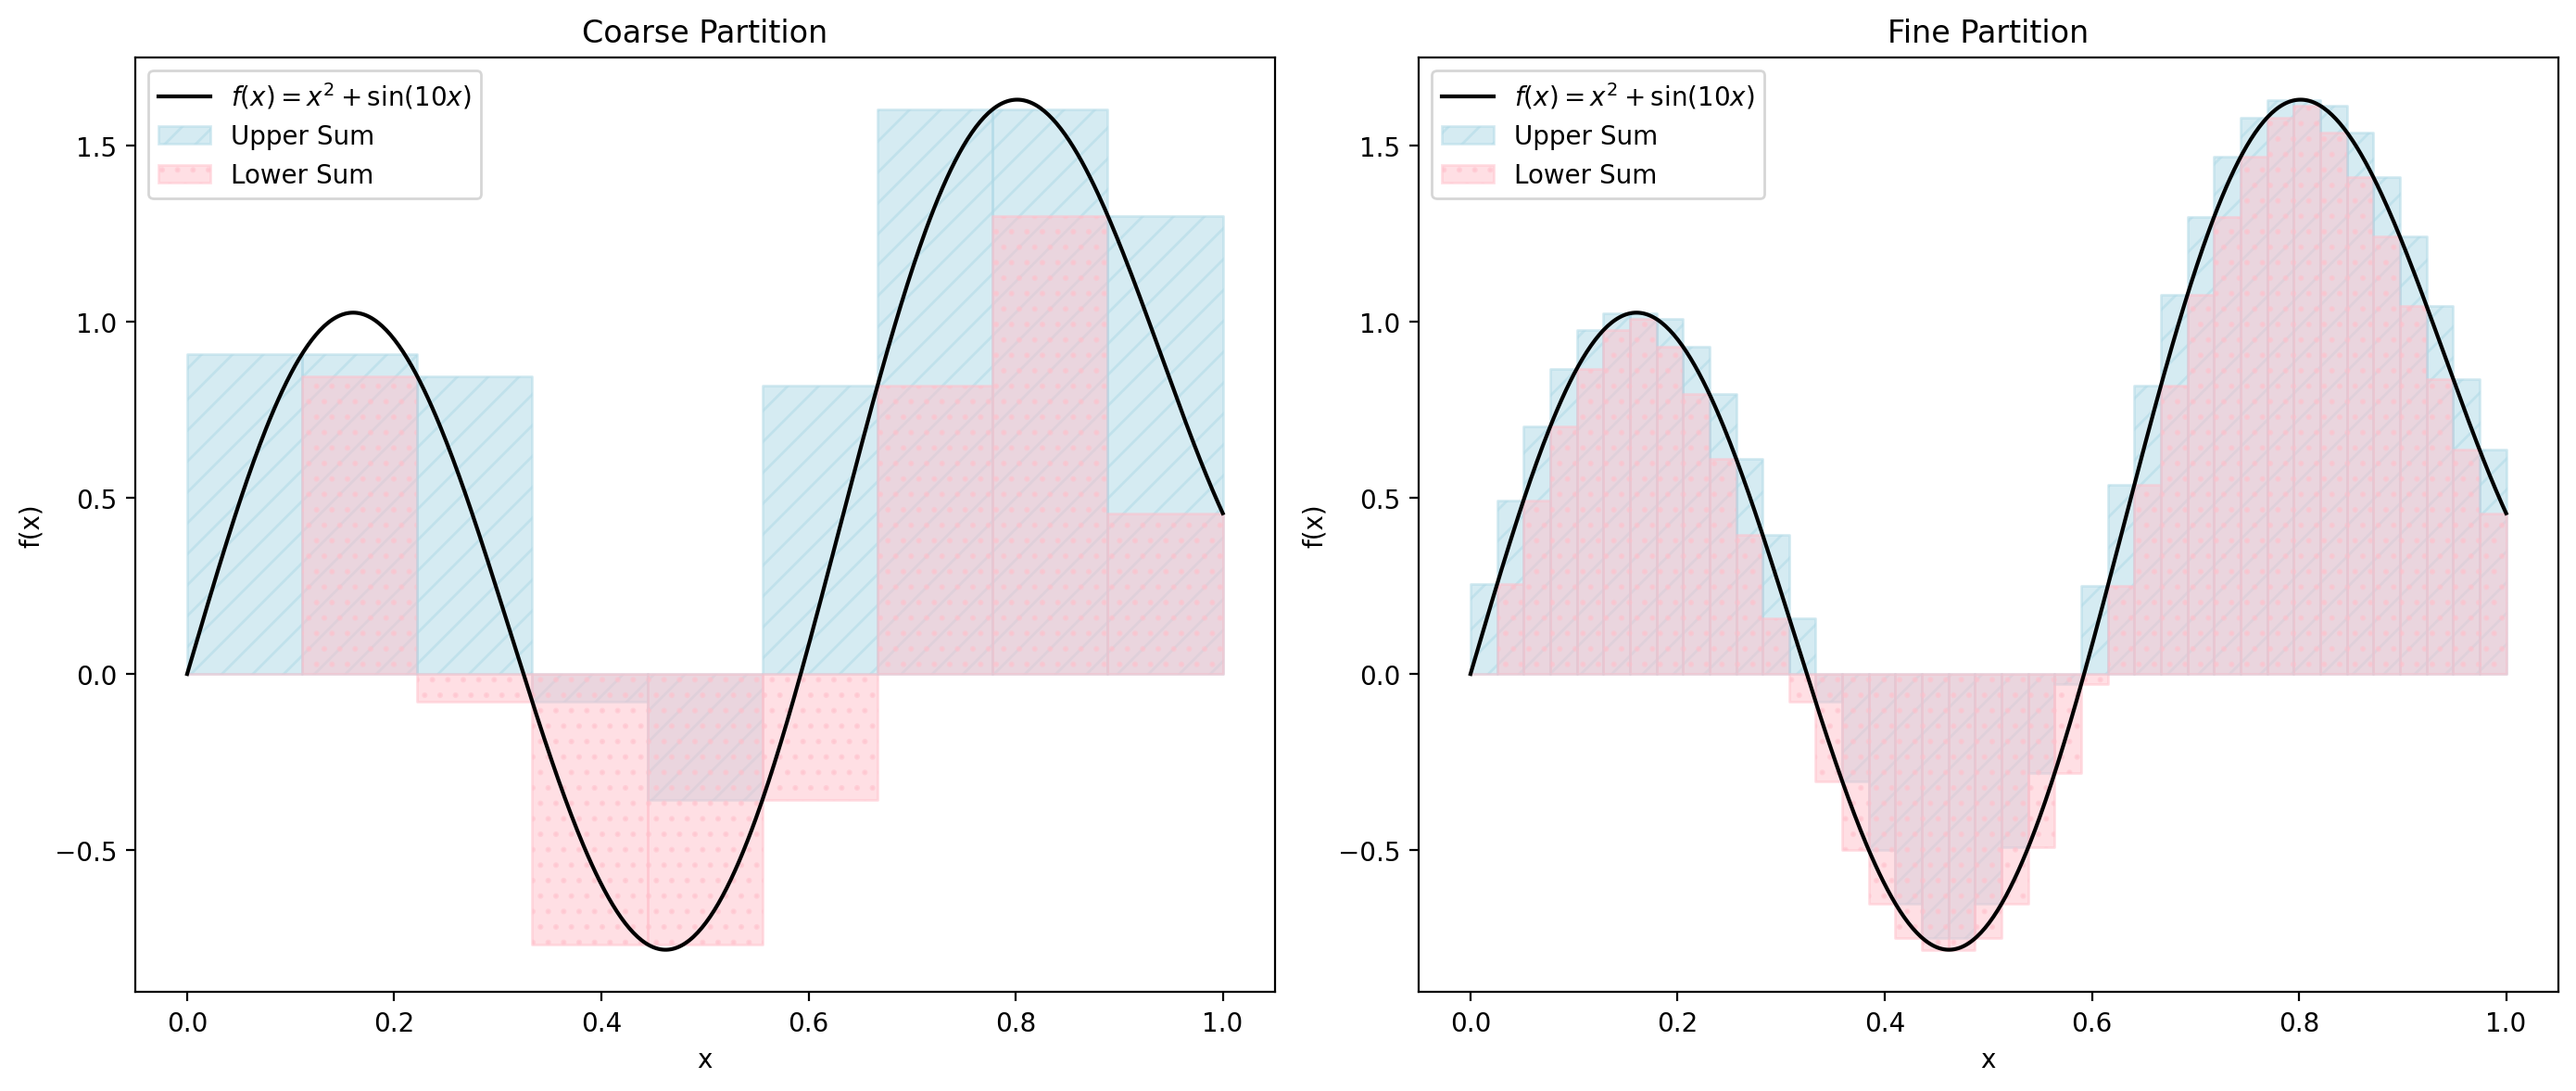 Coarse Partition
f(x) = x² + sin(10x)
Upper Sum
Lower Sum
1.5
1.0
0.5
0.0
−0.5
f(x)
0.0 0.2 0.4 0.6 0.8 1.0
x
Fine Partition
f(x) = x² + sin(10x)
Upper Sum
Lower Sum
1.5
1.0
0.5
0.0
−0.5
f(x)
0.0 0.2 0.4 0.6 0.8 1.0
x